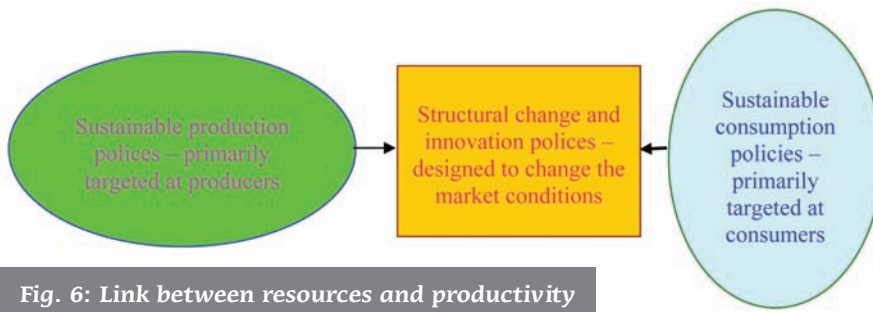 Sustainable production
polices – primarily
targeted at producers
Structural change and
innovation polices –
designed to change the
market conditions
Sustainable
consumption
policies –
primarily
targeted at
consumers
Fig. 6: Link between resources and productivity